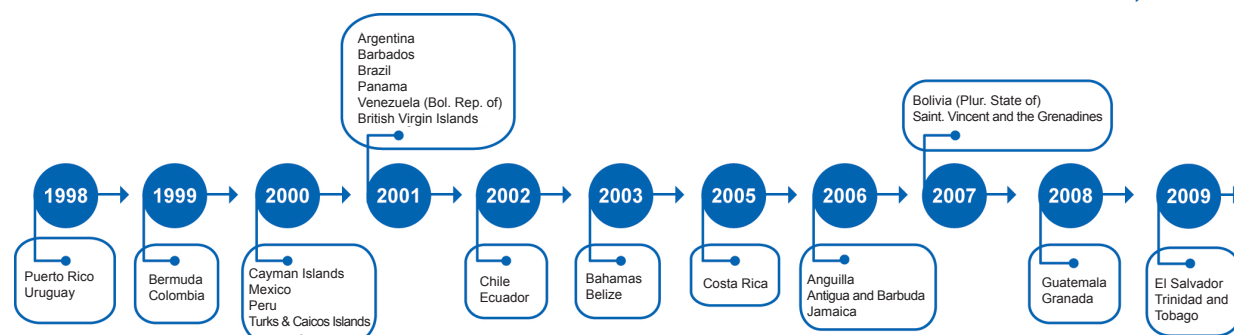 Argentina
Barbados
Brazil
Panama
Venezuela (Bol. Rep. of)
British Virgin Islands
Bolivia (Plur. State of)
Saint. Vincent and the Grenadines
1998
1999
2000
2001
2002
2003
2005
2006
2007
2008
2009
Puerto Rico
Uruguay
Bermuda
Colombia
Cayman Islands
Mexico
Peru
Turks & Caicos Islands
Chile
Ecuador
Bahamas
Belize
Costa Rica
Anguilla
Antigua and Barbuda
Jamaica
Guatemala
Granada
El Salvador
Trinidad and
Tobago